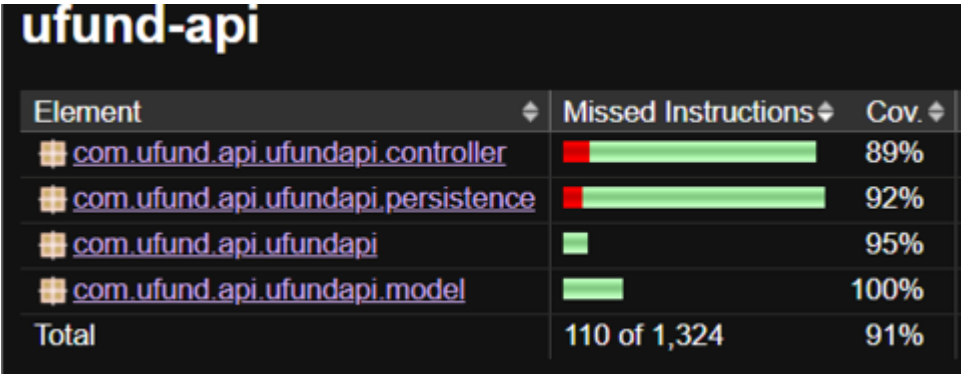 ufund-api
Element Missed Instructions Cov.
com.ufund.api.ufundapi.controller 89%
com.ufund.api.ufundapi.persistence 92%
com.ufund.api.ufundapi 95%
com.ufund.api.ufundapi.model 100%
Total 110 of 1,324 91%